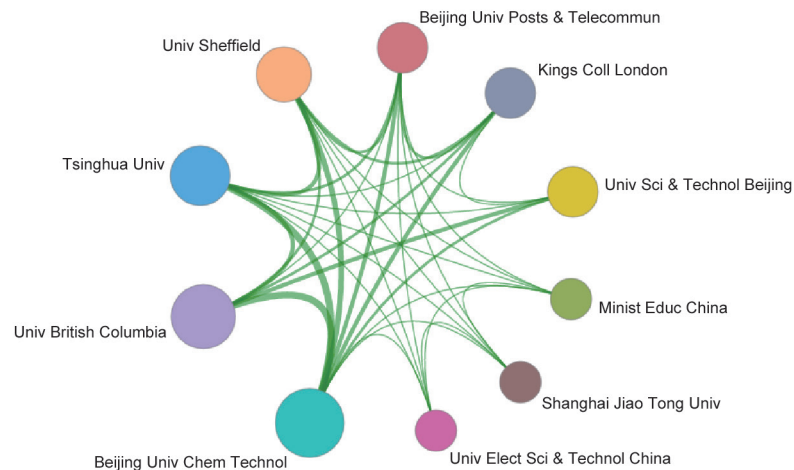 Beijing Univ Posts & Telecommun
Univ Sheffield
Kings Coll London
Tsinghua Univ
Univ Sci & Technol Beijing
Minist Educ China
Univ British Columbia
Shanghai Jiao Tong Univ
Univ Elect Sci & Technol China
Beijing Univ Chem Technol